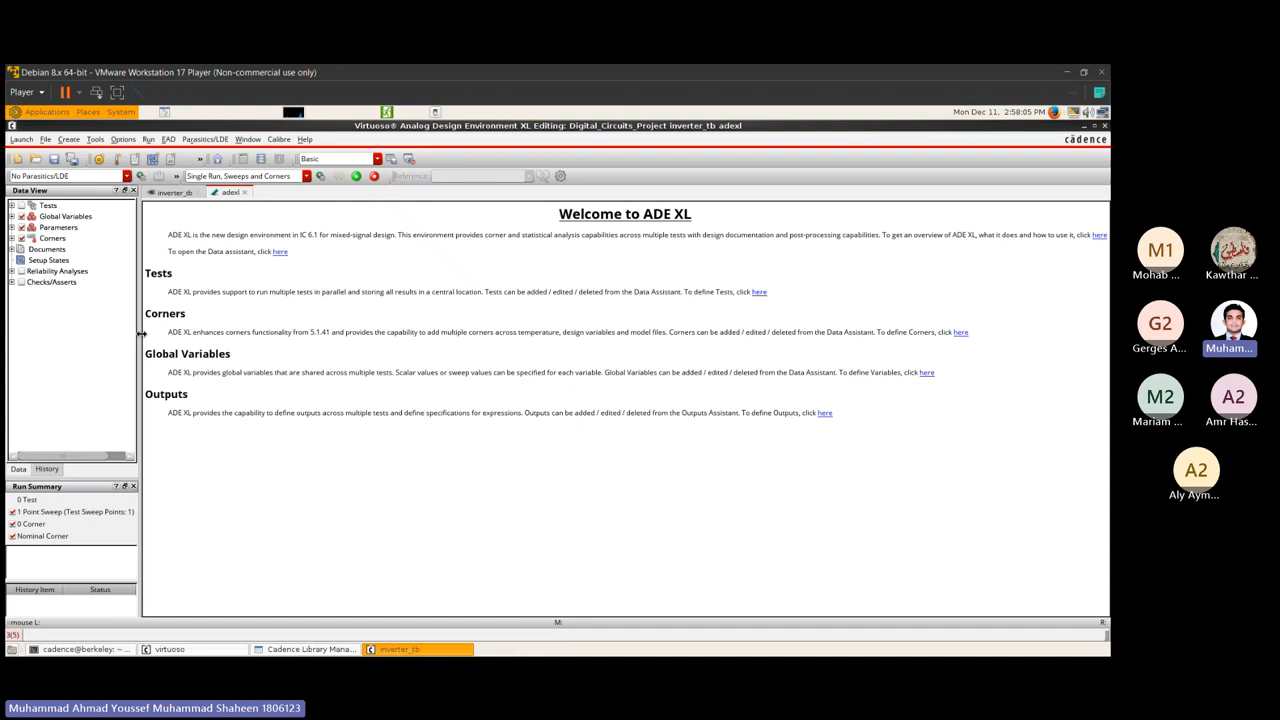 Debian 8.x 64-bit - VMware Workstation 17 Player (Non-commercial use only)
Player
Applications Places System
Mon Dec 11, 2:58:05 PM
Virtuoso® Analog Design Environment XL Editing: Digital_Circuits_Project inverter_tb adexl
Launch File Create Tools Options Run EAD Parasitics/LDE Window Calibre Help
cādence
Basic
No Parasitics/LDE
Single Run, Sweeps and Corners
Reference:
Data View
inverter_tb
adexl
Tests
Global Variables
Parameters
Corners
Documents
Setup States
Reliability Analyses
Checks/Asserts
Data
History
Run Summary
0 Test
1 Point Sweep (Test Sweep Points: 1)
0 Corner
Nominal Corner
History Item
Status
Welcome to ADE XL
ADE XL is the new design environment in IC 6.1 for mixed-signal design. This environment provides corner and statistical analysis capabilities across multiple tests with design documentation and post-processing capabilities. To get an overview of ADE XL, what it does and how to use it, click here
To open the Data assistant, click here
Tests
ADE XL provides support to run multiple tests in parallel and storing all results in a central location. Tests can be added / edited / deleted from the Data Assistant. To define Tests, click here
Corners
ADE XL enhances corners functionality from 5.1.41 and provides the capability to add multiple corners across temperature, design variables and model files. Corners can be added / edited / deleted from the Data Assistant. To define Corners, click here
Global Variables
ADE XL provides global variables that are shared across multiple tests. Scalar values or sweep values can be specified for each variable. Global Variables can be added / edited / deleted from the Data Assistant. To define Variables, click here
Outputs
ADE XL provides the capability to define outputs across multiple tests and define specifications for expressions. Outputs can be added / edited / deleted from the Outputs Assistant. To define Outputs, click here
mouse L:
M:
R:
3(5)
cadence@berkeley: ~...
virtuoso
Cadence Library Mana...
inverter_tb
M1
Mohab ...
Kawthar ...
G2
Gerges A...
Muham...
M2
Mariam ...
A2
Amr Has...
A2
Aly Aym...
Muhammad Ahmad Youssef Muhammad Shaheen 1806123